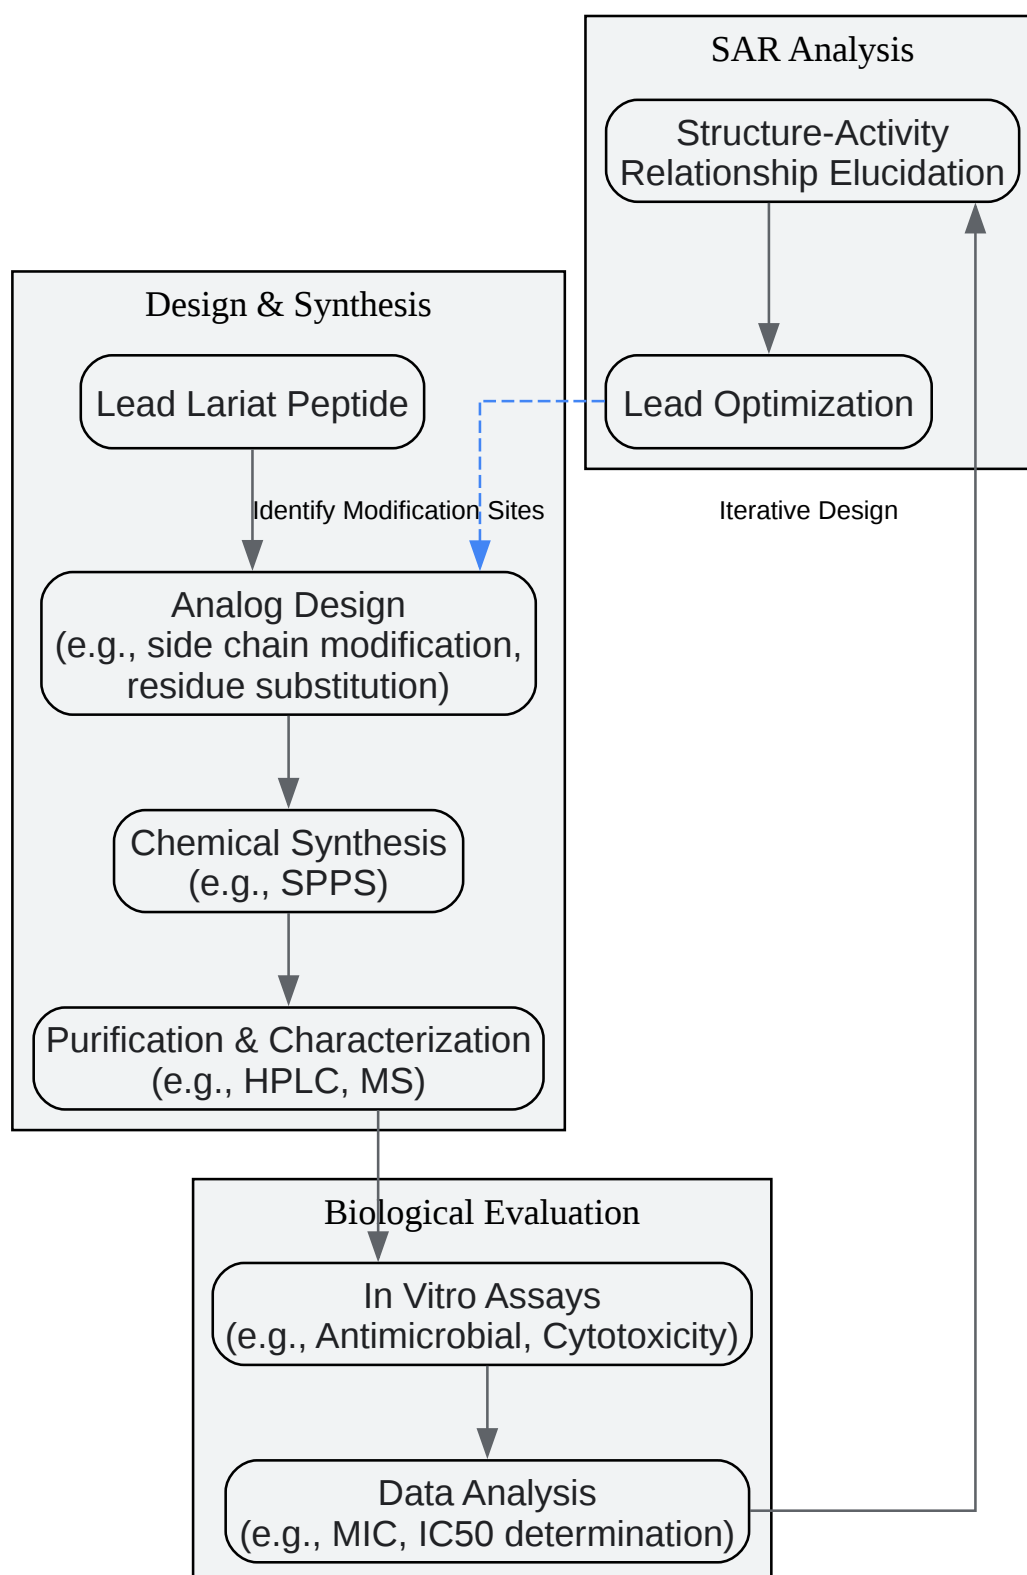 SAR Analysis
Structure-Activity
Relationship Elucidation
Design & Synthesis
Lead Lariat Peptide
Lead Optimization
Identify Modification Sites
Iterative Design
Analog Design
(e.g., side chain modification,
residue substitution)
Chemical Synthesis
(e.g., SPPS)
Purification & Characterization
(e.g., HPLC, MS)
Biological Evaluation
In Vitro Assays
(e.g., Antimicrobial, Cytotoxicity)
Data Analysis
(e.g., MIC, IC50 determination)